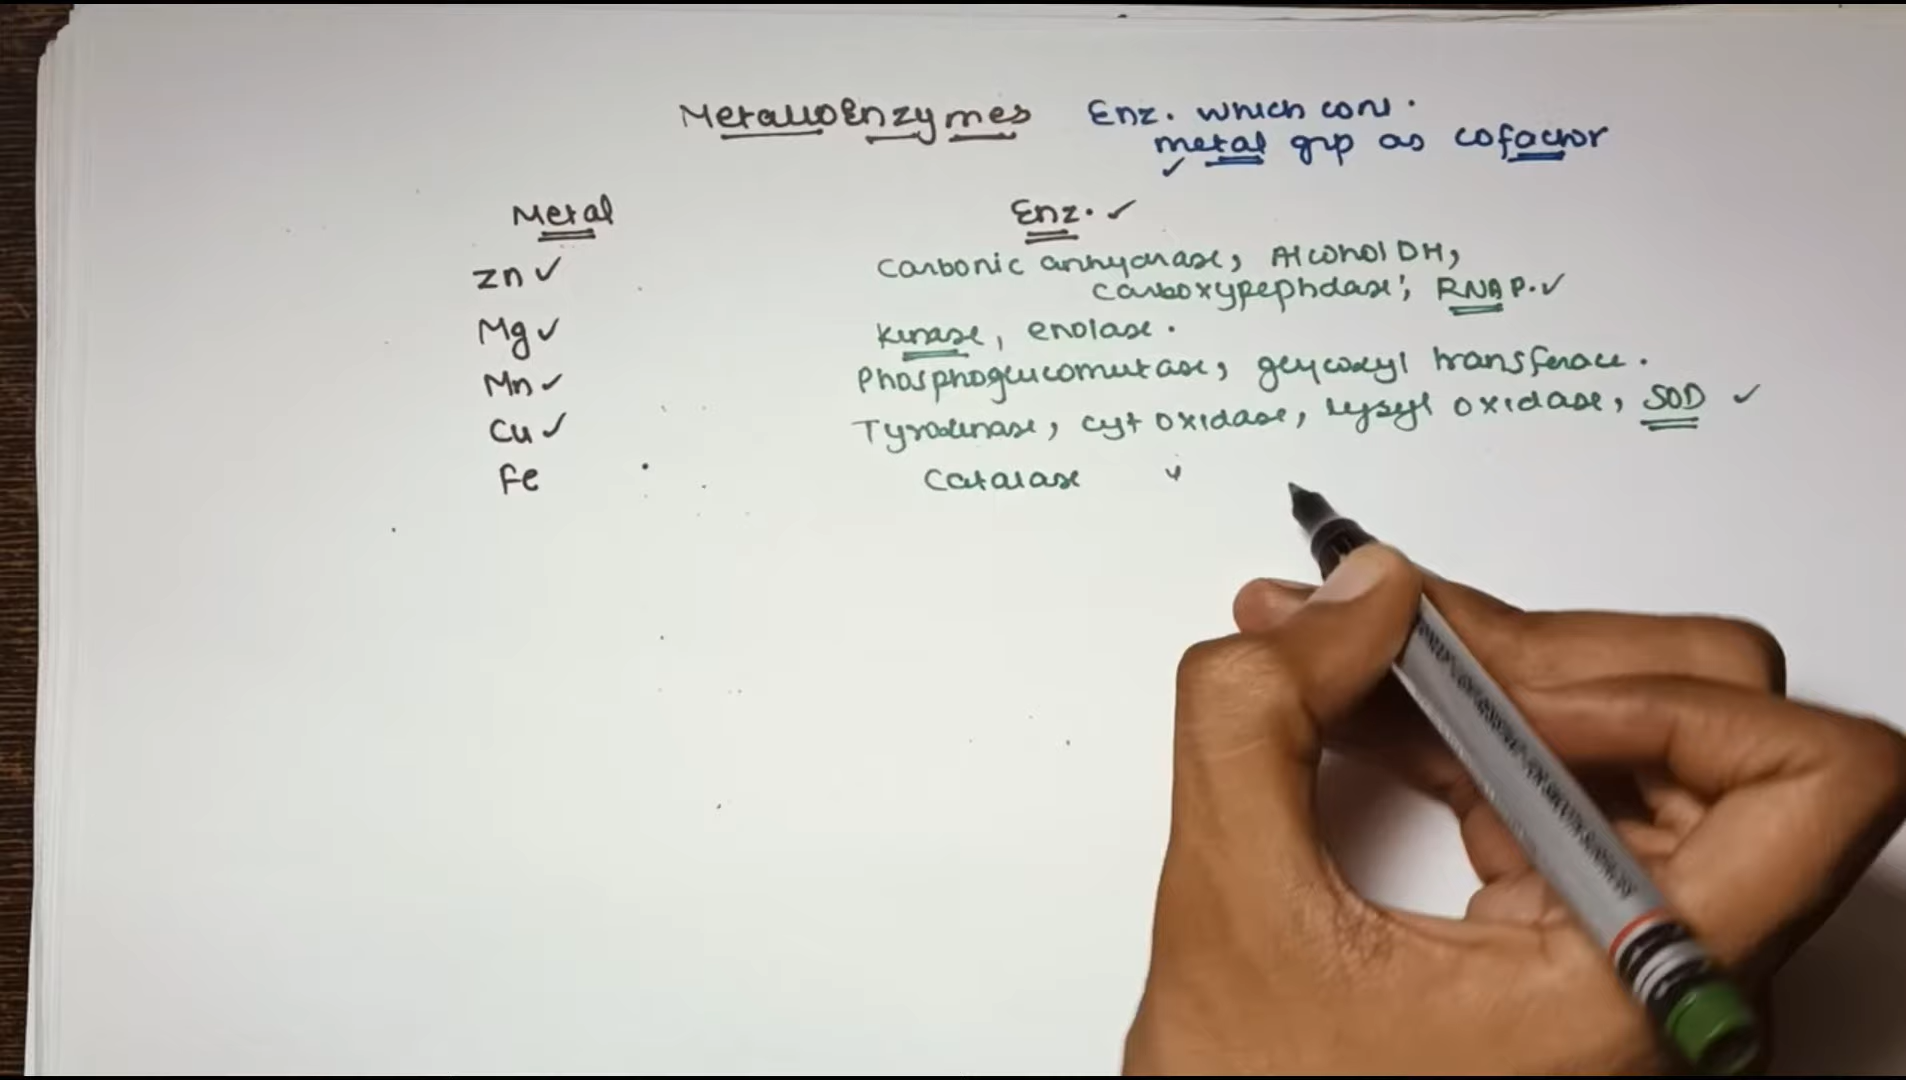 MetalloEnzymes Enz. which con.
metal grp as cofactor
Metal Enz.
Zn Carbonic anhydrase, Alcohol DH,
carboxypeptidase, RNA P.
Mg Kinase, enolase.
Mn Phosphoglucomutase, glycosyl transferase.
Cu Tyrosinase, cyt oxidase, lysyl oxidase, SOD
Fe Catalase